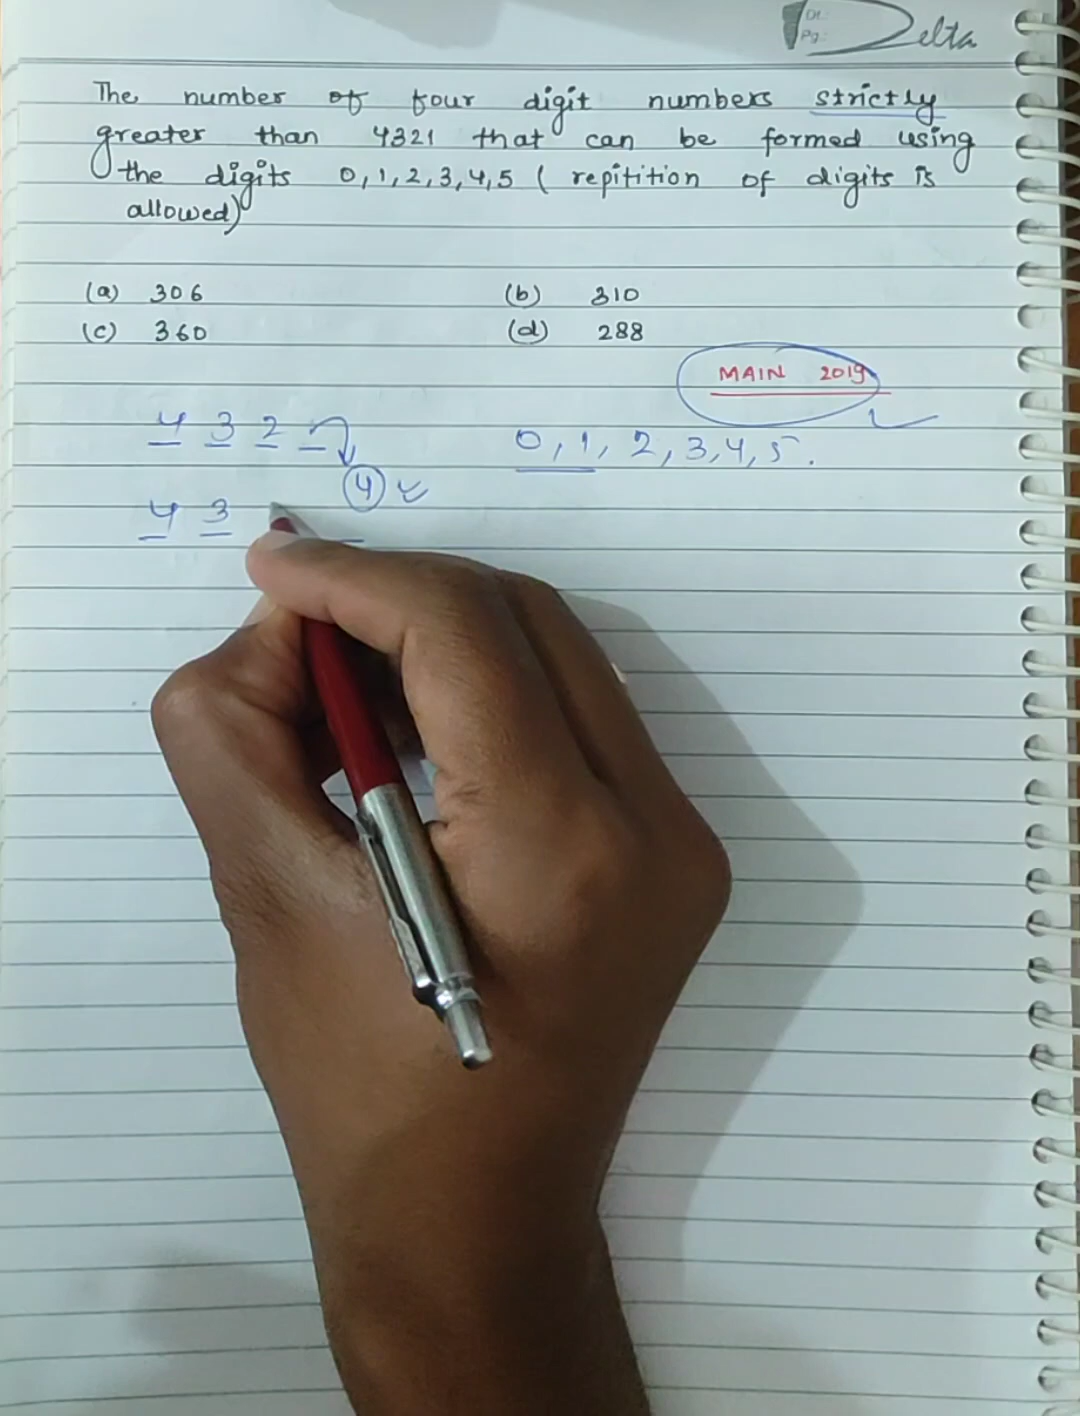 Dt.:
Pg.:
Delta
The number of four digit numbers strictly
greater than 4321 that can be formed using
the digits 0,1,2,3,4,5 ( repitition of digits is
allowed)
(a) 306 (b) 310
(c) 360 (d) 288
MAIN 2019
4 3 2
0, 1, 2, 3, 4, 5.
4
4 3